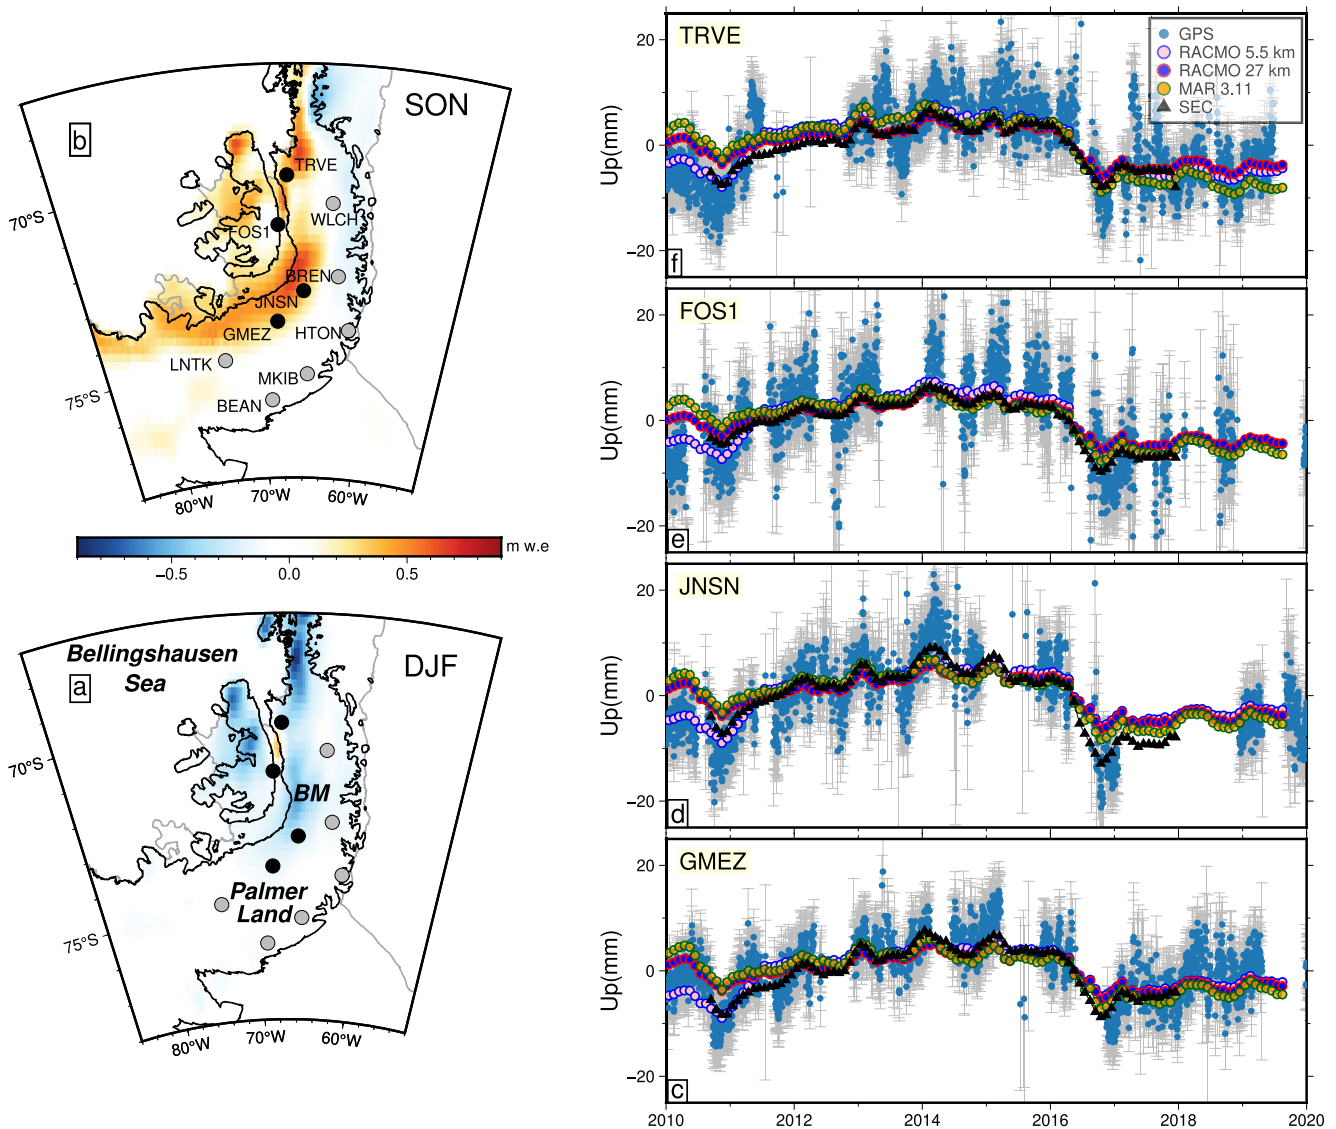 SON
b
TRVE
WLCH
FOS1
BREN
JNSN
GMEZ
HTON
LNTK
MKIB
BEAN
70°S
75°S
80°W
70°W
60°W
−0.5
0.0
0.5
m w.e
Bellingshausen
Sea
a
DJF
BM
Palmer
Land
70°S
75°S
80°W
70°W
60°W
TRVE
GPS
RACMO 5.5 km
RACMO 27 km
MAR 3.11
SEC
Up(mm)
20
0
−20
f
FOS1
Up(mm)
20
0
−20
e
JNSN
Up(mm)
20
0
−20
d
GMEZ
Up(mm)
20
0
−20
c
2010
2012
2014
2016
2018
2020